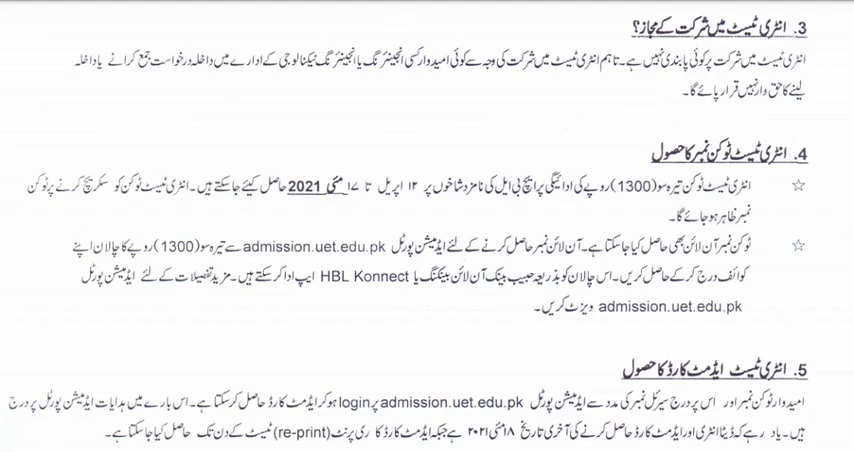 3. انٹری ٹیسٹ میں شرکت کے مجاز؟
انٹری ٹیسٹ میں شرکت پر کوئی پابندی نہیں ہے۔ تاہم انٹری ٹیسٹ میں شرکت کی وجہ سے کوئی امیدوار کسی انجینئرنگ یا انجینئرنگ ٹیکنالوجی کے ادارے میں داخلہ درخواست جمع کرانے یا داخلہ
لینے کا حق دار نہیں قرار پائے گا۔
4. انٹری ٹیسٹ ٹوکن نمبر کا حصول
☆ انٹری ٹیسٹ ٹوکن تیرہ سو (1300) روپے کی ادائیگی پر ایچ بی ایل کی نامزد شاخوں پر ۱۲ اپریل تا ۱۷ مئی 2021 حاصل کیئے جاسکتے ہیں۔ انٹری ٹیسٹ ٹوکن کو سکریچ کرنے پر ٹوکن
نمبر ظاہر ہو جائے گا۔
☆ ٹوکن نمبر آن لائن بھی حاصل کیا جاسکتا ہے۔ آن لائن نمبر حاصل کرنے کے لئے ایڈمیشن پورٹل admission.uet.edu.pk سے تیرہ سو (1300) روپے کا چالان اپنے
کوائف درج کر کے حاصل کریں۔ اس چالان کو بذریعہ حبیب بینک آن لائن بینکنگ یا HBL Konnect ایپ ادا کر سکتے ہیں۔ مزید تفصیلات کے لئے ایڈمیشن پورٹل
admission.uet.edu.pk ویزٹ کریں۔
5. انٹری ٹیسٹ ایڈمٹ کارڈ کا حصول
امیدوار ٹوکن نمبر اور اس پر درج سیریل نمبر کی مدد سے ایڈمیشن پورٹل admission.uet.edu.pk پر login ہو کر ایڈمٹ کارڈ حاصل کر سکتا ہے۔ اس بارے میں ہدایات ایڈمیشن پورٹل پر درج
ہیں۔ یاد رہے کہ ڈیٹا انٹری اور ایڈمٹ کارڈ حاصل کرنے کی آخری تاریخ ۱۸ مئی ۲۰۲۱ ہے جبکہ ایڈمٹ کارڈ کا ری پرنٹ (re-print) ٹیسٹ کے دن تک حاصل کیا جاسکتا ہے۔